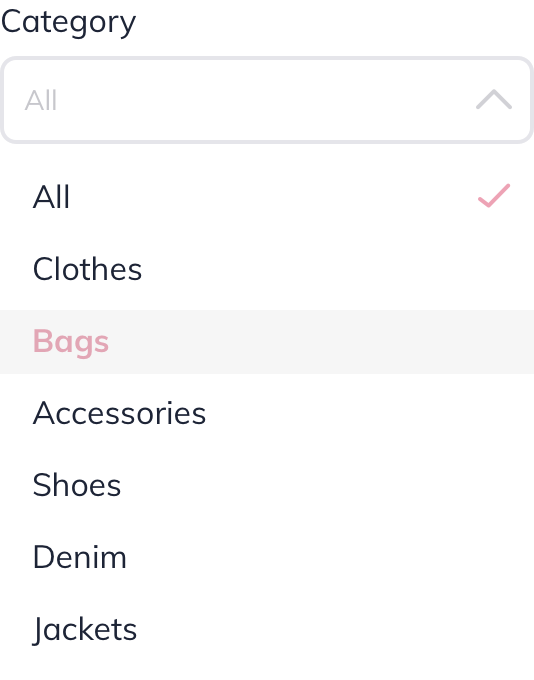 Category
All
All
Clothes
Bags
Accessories
Shoes
Denim
Jackets